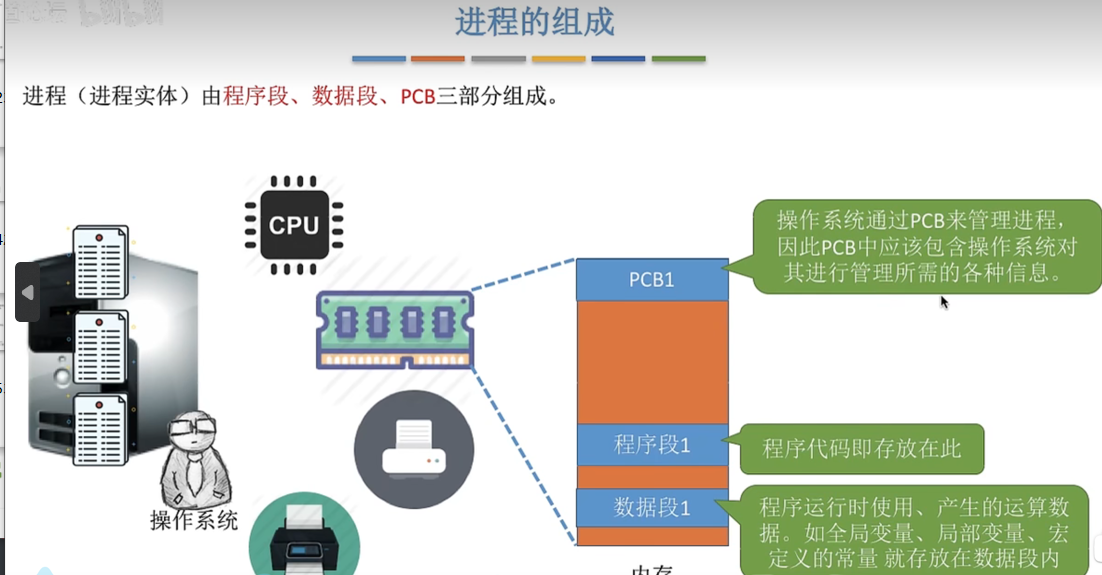 进程的组成
进程（进程实体）由程序段、数据段、PCB三部分组成。
CPU
操作系统通过PCB来管理进程，
因此PCB中应该包含操作系统对
其进行管理所需的各种信息。
PCB1
程序段1
程序代码即存放在此
数据段1
程序运行时使用、产生的运算数
据。如全局变量、局部变量、宏
定义的常量 就存放在数据段内
操作系统
内存